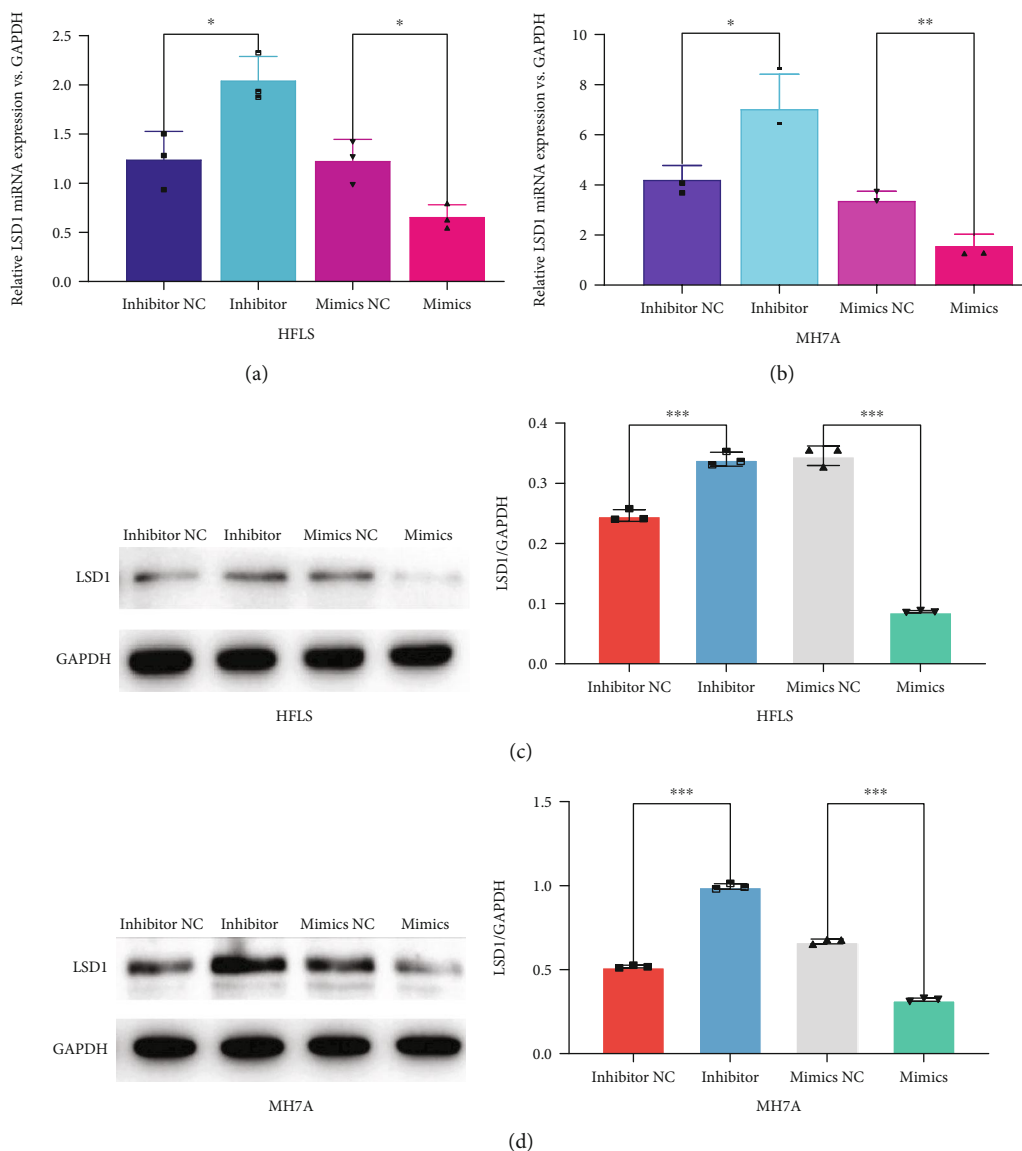 Relative LSD1 miRNA expression vs. GAPDH
2.5
2.0
1.5
1.0
0.5
0.0
*
*
Inhibitor NC Inhibitor Mimics NC Mimics
HFLS
(a)
Relative LSD1 miRNA expression vs. GAPDH
10
8
6
4
2
0
*
**
Inhibitor NC Inhibitor Mimics NC Mimics
MH7A
(b)
Inhibitor NC Inhibitor Mimics NC Mimics
LSD1
GAPDH
HFLS
LSD1/GAPDH
0.4
0.3
0.2
0.1
0.0
***
***
Inhibitor NC Inhibitor Mimics NC Mimics
HFLS
(c)
Inhibitor NC Inhibitor Mimics NC Mimics
LSD1
GAPDH
MH7A
LSD1/GAPDH
1.5
1.0
0.5
0.0
***
***
Inhibitor NC Inhibitor Mimics NC Mimics
MH7A
(d)